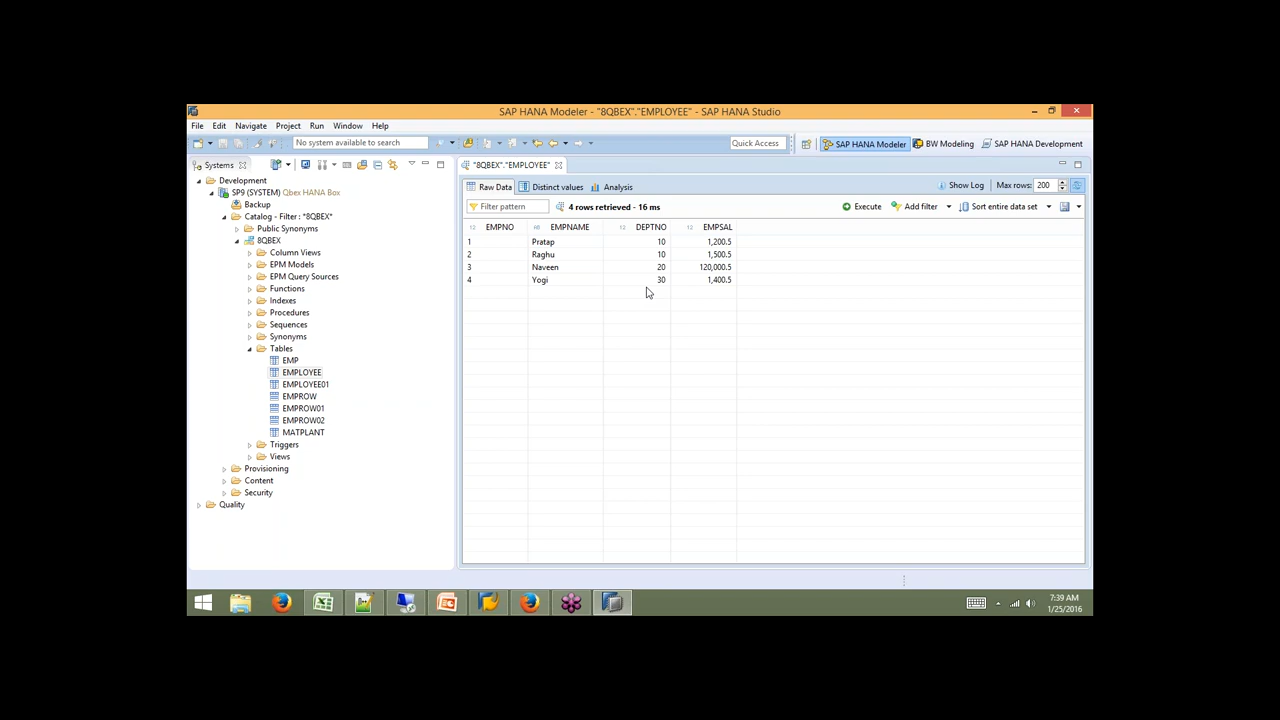 SAP HANA Modeler - "8QBEX"."EMPLOYEE" - SAP HANA Studio
File Edit Navigate Project Run Window Help
No system available to search
Quick Access
SAP HANA Modeler
BW Modeling
SAP HANA Development
Systems
Development
SP9 (SYSTEM) Qbex HANA Box
Backup
Catalog - Filter : "8QBEX"
Public Synonyms
8QBEX
Column Views
EPM Models
EPM Query Sources
Functions
Indexes
Procedures
Sequences
Synonyms
Tables
EMP
EMPLOYEE
EMPLOYEE01
EMPROW
EMPROW01
EMPROW02
MATPLANT
Triggers
Views
Provisioning
Content
Security
Quality
"8QBEX"."EMPLOYEE"
Raw Data Distinct values Analysis
Show Log Max rows: 200
Filter pattern
4 rows retrieved - 16 ms
Execute Add filter Sort entire data set
12 EMPNO AB EMPNAME 12 DEPTNO 12 EMPSAL
1 Pratap 10 1,200.5
2 Raghu 10 1,500.5
3 Naveen 20 120,000.5
4 Yogi 30 1,400.5
7:39 AM
1/25/2016